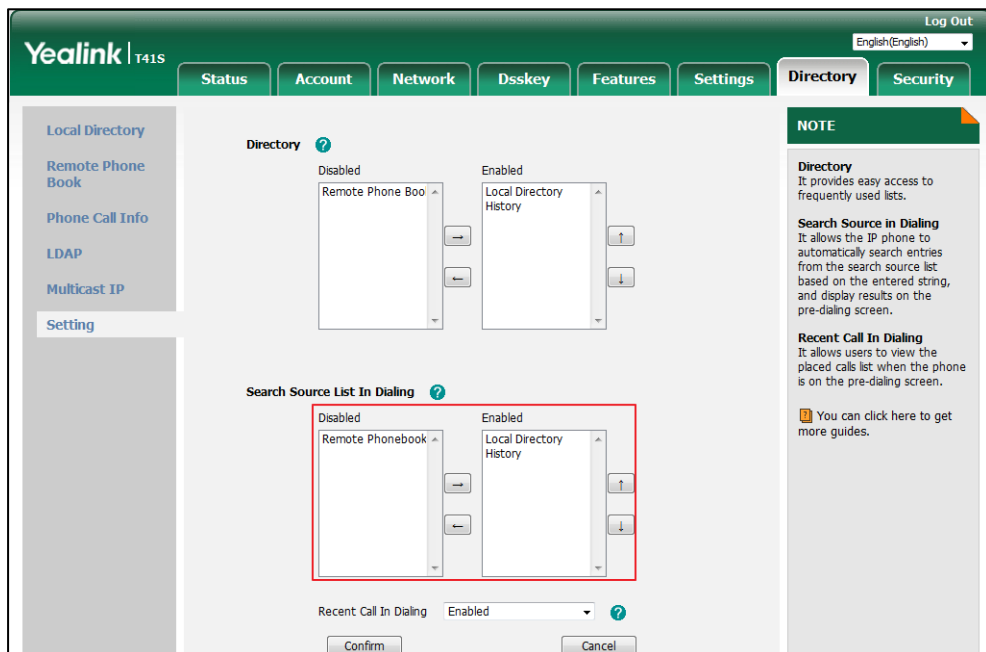 Log Out
English(English)
Yealink T41S
Status Account Network Dsskey Features Settings Directory Security
Local Directory
Remote Phone
Book
Phone Call Info
LDAP
Multicast IP
Setting
Directory ?
Disabled Enabled
Remote Phone Boo
Local Directory
History
→ ↑
← ↓
Search Source List In Dialing ?
Disabled Enabled
Remote Phonebook
Local Directory
History
→ ↑
← ↓
Recent Call In Dialing Enabled ?
Confirm Cancel
NOTE
Directory
It provides easy access to
frequently used lists.
Search Source in Dialing
It allows the IP phone to
automatically search entries
from the search source list
based on the entered string,
and display results on the
pre-dialing screen.
Recent Call In Dialing
It allows users to view the
placed calls list when the phone
is on the pre-dialing screen.
? You can click here to get
more guides.